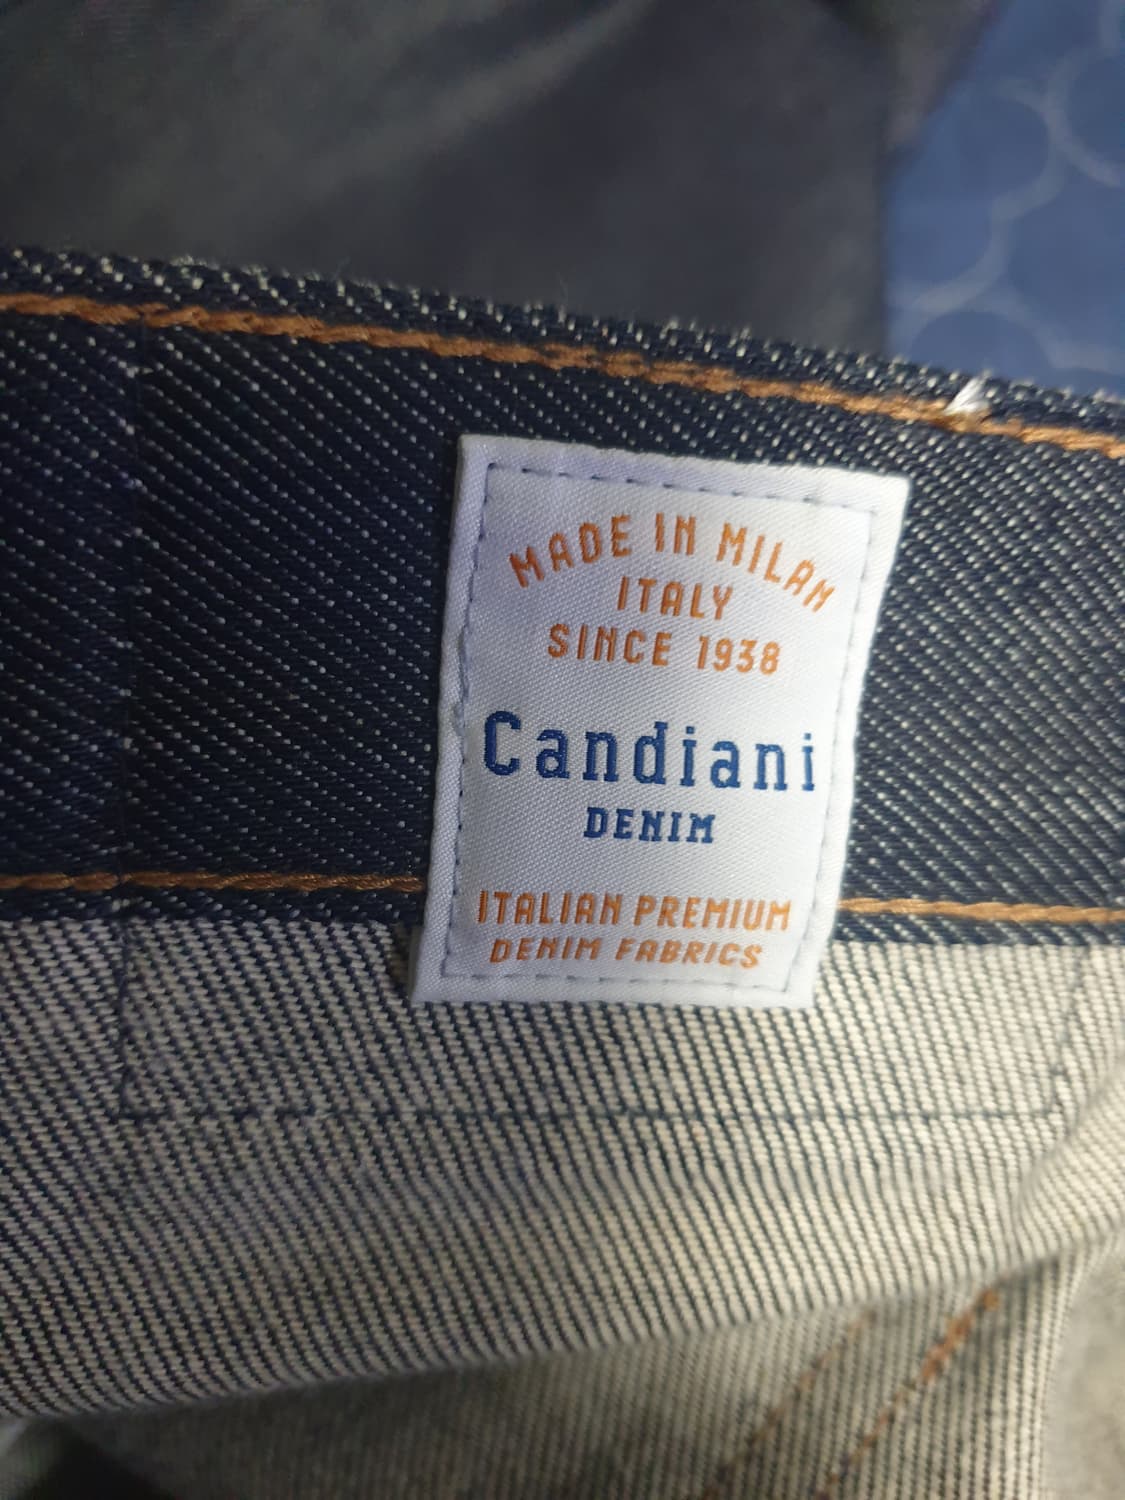 MADE IN MILAN
ITALY
SINCE 1938
Candiani
DENIM
ITALIAN PREMIUM
DENIM FABRICS